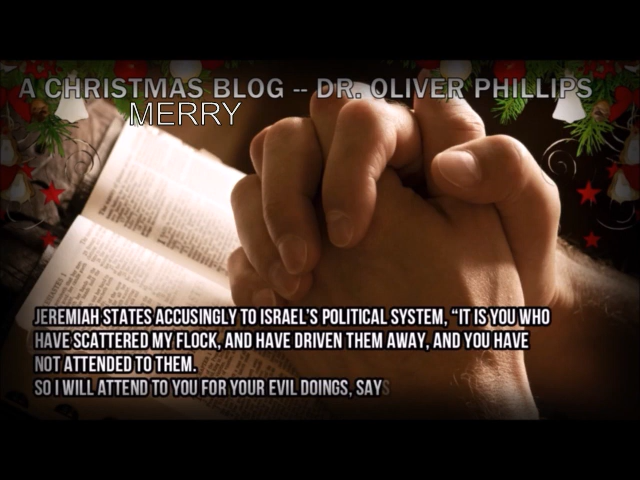 A CHRISTMAS BLOG -- DR. OLIVER PHILLIPS
MERRY
JEREMIAH STATES ACCUSINGLY TO ISRAEL'S POLITICAL SYSTEM, "IT IS YOU WHO
HAVE SCATTERED MY FLOCK, AND HAVE DRIVEN THEM AWAY, AND YOU HAVE
NOT ATTENDED TO THEM.
SO I WILL ATTEND TO YOU FOR YOUR EVIL DOINGS, SAYS